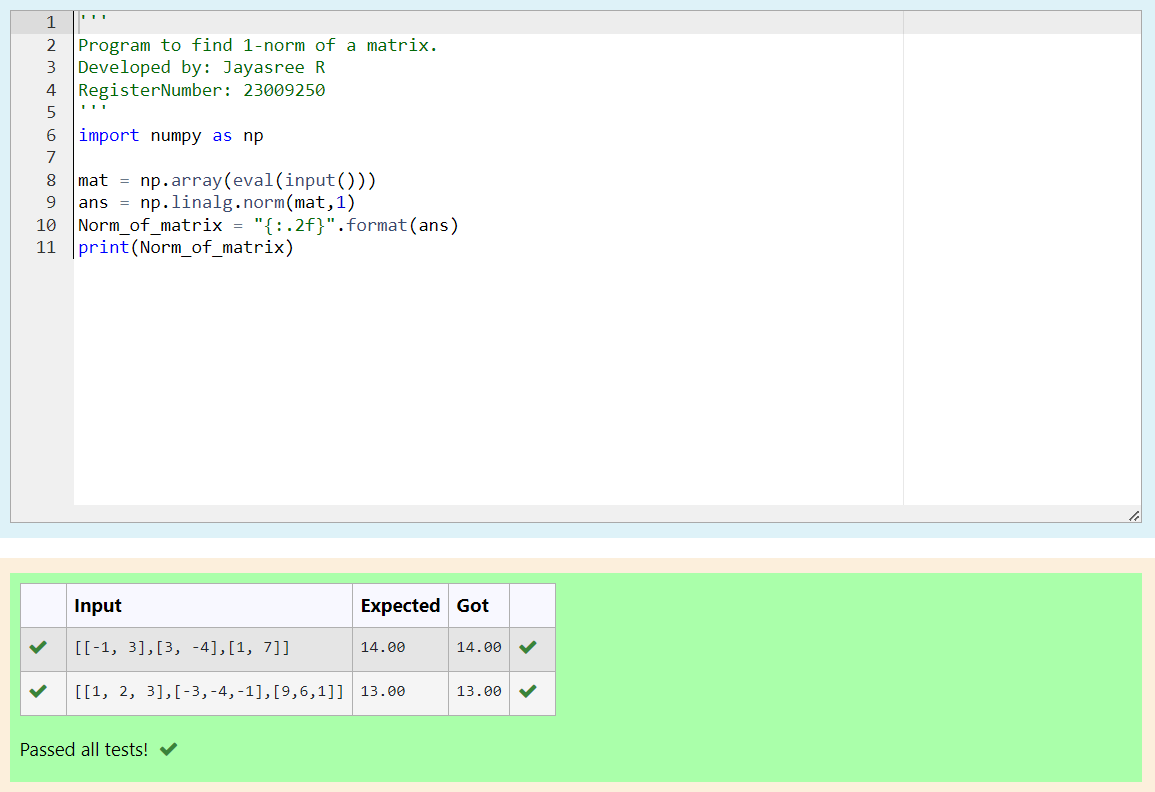 1 '''
2 Program to find 1-norm of a matrix.
3 Developed by: Jayasree R
4 RegisterNumber: 23009250
5 '''
6 import numpy as np
7
8 mat = np.array(eval(input()))
9 ans = np.linalg.norm(mat,1)
10 Norm_of_matrix = "{:.2f}".format(ans)
11 print(Norm_of_matrix)
Input Expected Got
[[-1, 3],[3, -4],[1, 7]] 14.00 14.00
[[1, 2, 3],[-3,-4,-1],[9,6,1]] 13.00 13.00
Passed all tests!